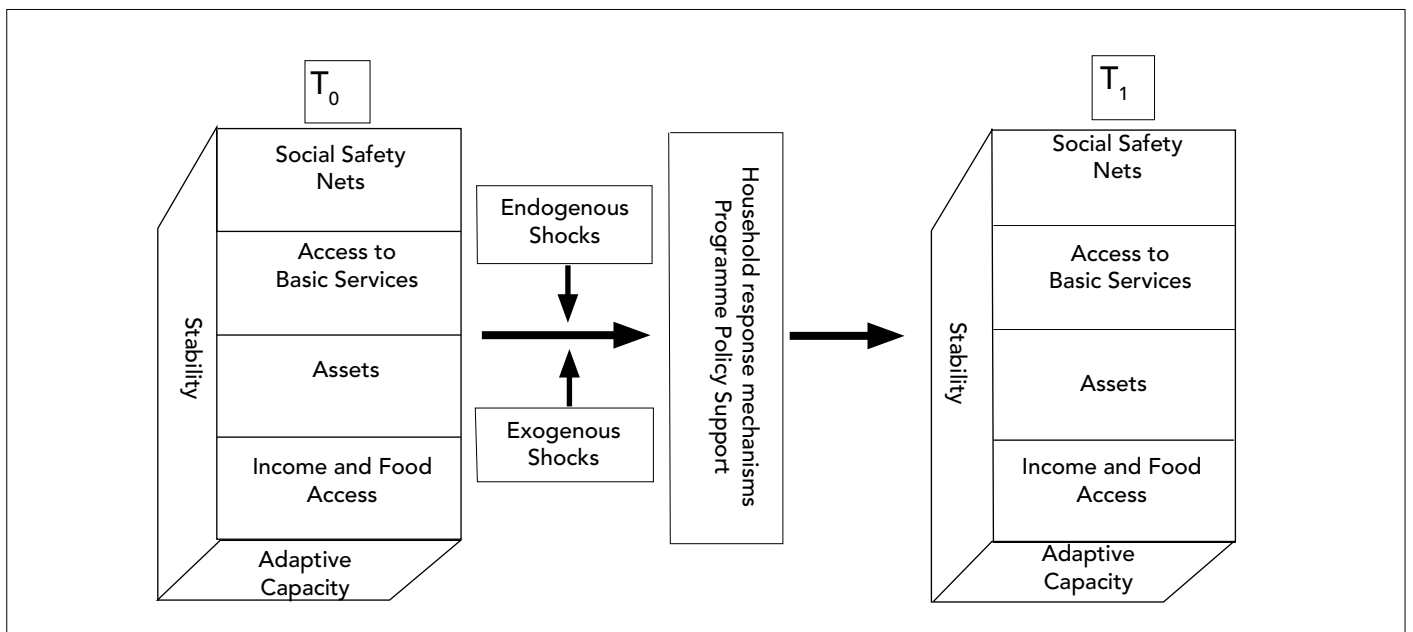 T0
Social Safety
Nets
Access to
Basic Services
Assets
Income and Food
Access
Stability
Adaptive
Capacity
Endogenous
Shocks
Exogenous
Shocks
Household response mechanisms
Programme Policy Support
T1
Social Safety
Nets
Access to
Basic Services
Assets
Income and Food
Access
Stability
Adaptive
Capacity